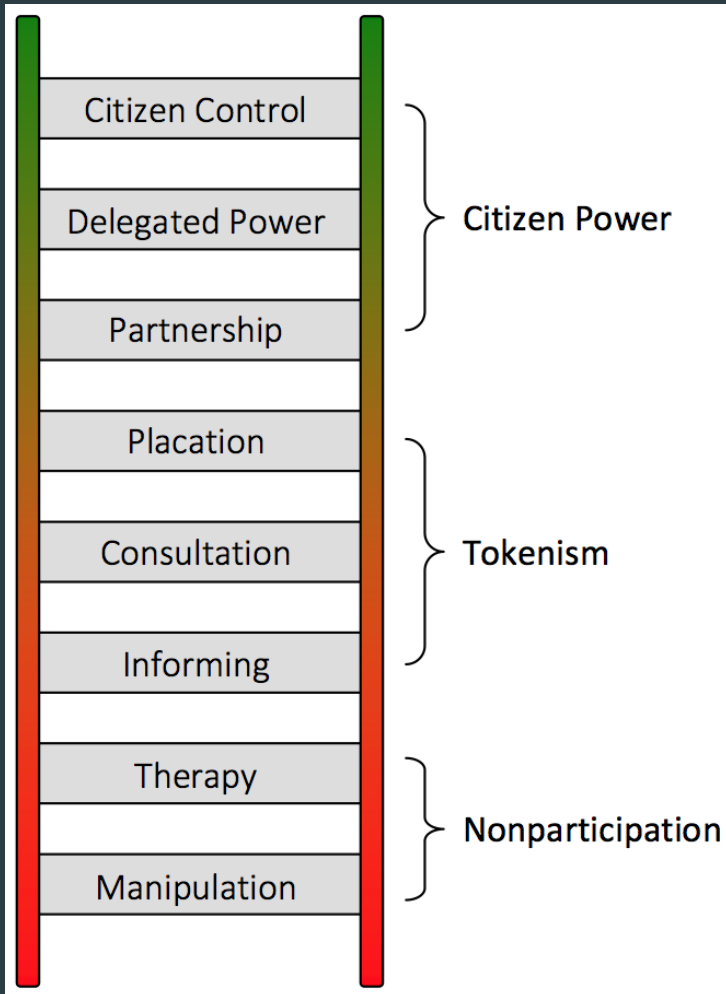 Citizen Control
Delegated Power
Partnership
Citizen Power
Placation
Consultation
Informing
Tokenism
Therapy
Manipulation
Nonparticipation